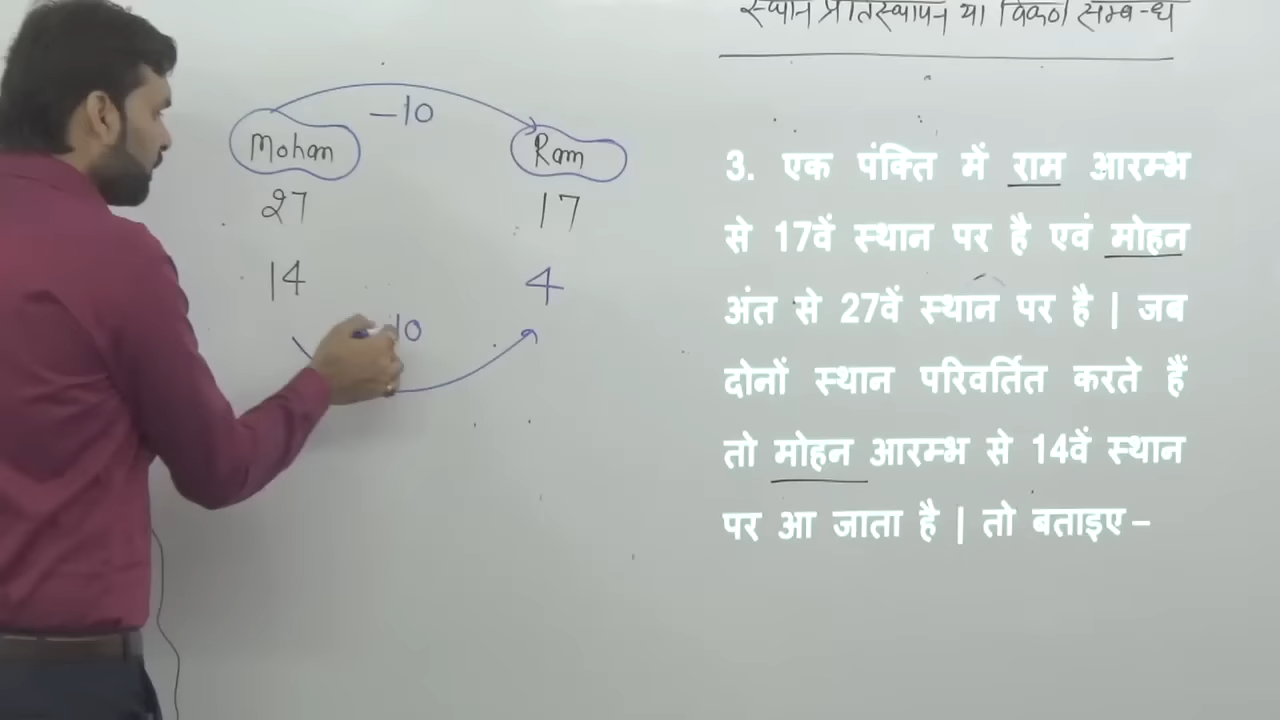 स्थान प्रतिस्थापन या विकर्ण सम्बन्ध
-10
Mohan Ram
27 17
14 4
10
3. एक पंक्ति में राम आरम्भ
से 17वें स्थान पर है एवं मोहन
अंत से 27वें स्थान पर है | जब
दोनों स्थान परिवर्तित करते हैं
तो मोहन आरम्भ से 14वें स्थान
पर आ जाता है | तो बताइए –